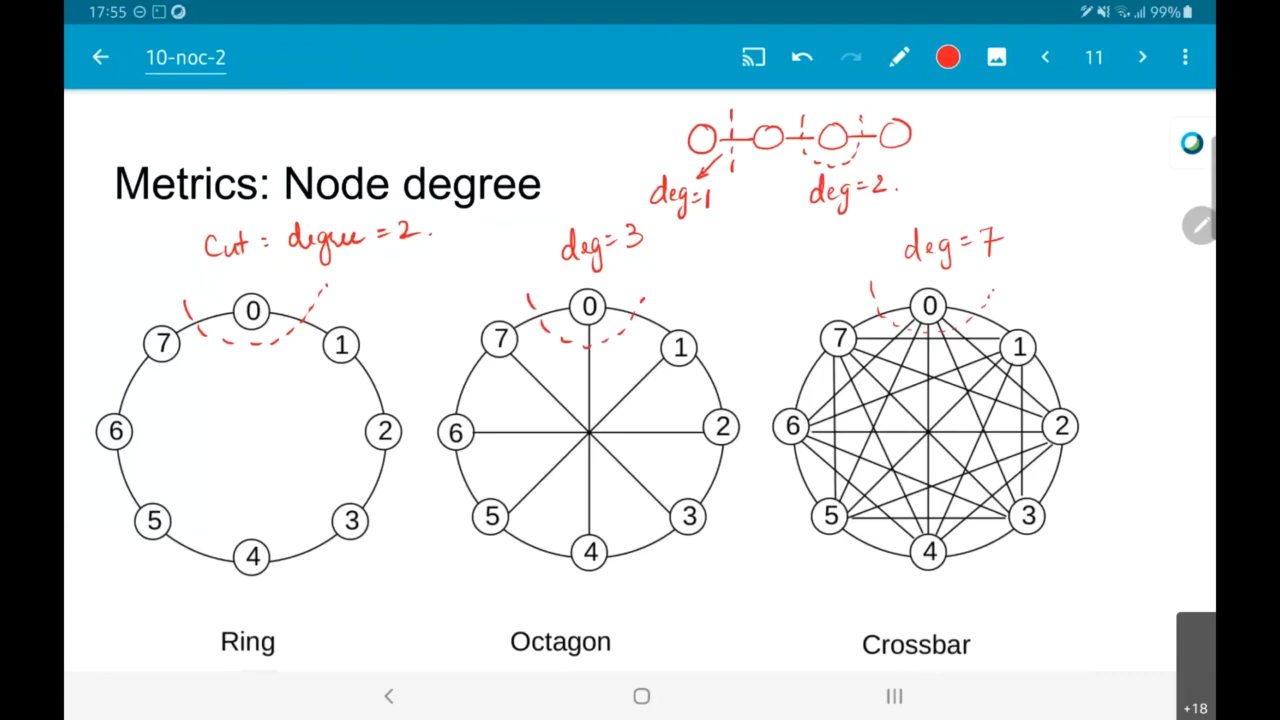 17:55
99%
10-noc-2
11
Metrics: Node degree
deg=1
deg=2.
Cut = degree = 2.
deg=3
deg=7
0
7
1
6
2
5
3
4
0
7
1
6
2
5
3
4
0
7
1
6
2
5
3
4
Ring
Octagon
Crossbar
+18